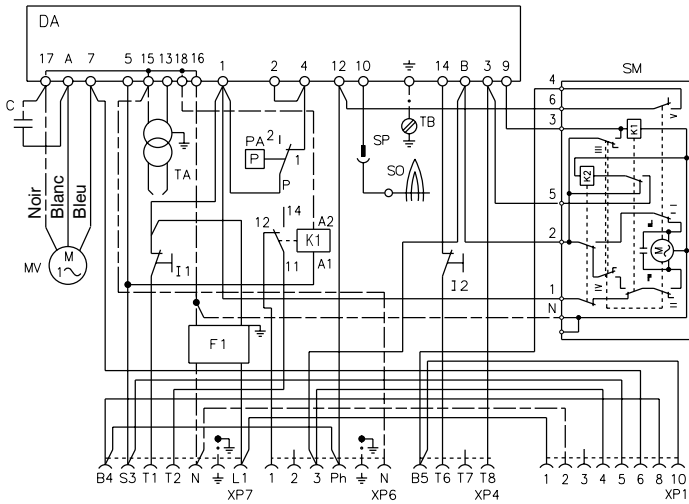 DA
17 A 7 5 15 13 18 16 1 2 4 12 10 14 B 3 9
SM
4
6
3
5
2
1
N
C
TA
PA
2
I
1
P
P
SP
SO
TB
K1
K2
III
V
I
IV
II
M
Noir
Blanc
Bleu
MV
M
1~
I1
12
14
11
K1
A2
A1
I2
F1
B4 S3 T1 T2 N L1 1 2 3 Ph N B5 T6 T7 T8 1 2 3 4 5 6 8 10
XP7 XP6 XP4 XP1